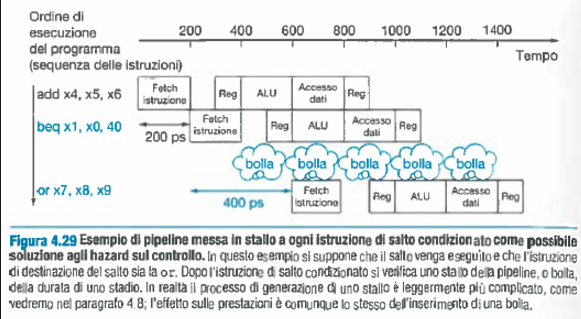 Ordine di
esecuzione
del programma
(sequenza delle istruzioni)
200 400 600 800 1000 1200 1400
Tempo
add x4, x5, x6
Fetch istruzione Reg ALU Accesso dati Reg
beq x1, x0, 40
200 ps
Fetch istruzione Reg ALU Accesso dati Reg
bolla bolla bolla bolla bolla
or x7, x8, x9
400 ps
Fetch istruzione Reg ALU Accesso dati Reg
Figura 4.29 Esempio di pipeline messa in stallo a ogni istruzione di salto condizionato come possibile
soluzione agli hazard sul controllo. In questo esempio si suppone che il salto venga eseguito e che l'istruzione
di destinazione del salto sia la or. Dopo l'istruzione di salto condizionato si verifica uno stallo della pipeline, o bolla,
della durata di uno stadio. In realtà il processo di generazione di uno stallo è leggermente più complicato, come
vedremo nel paragrafo 4.8; l'effetto sulle prestazioni è comunque lo stesso dell'inserimento di una bolla.